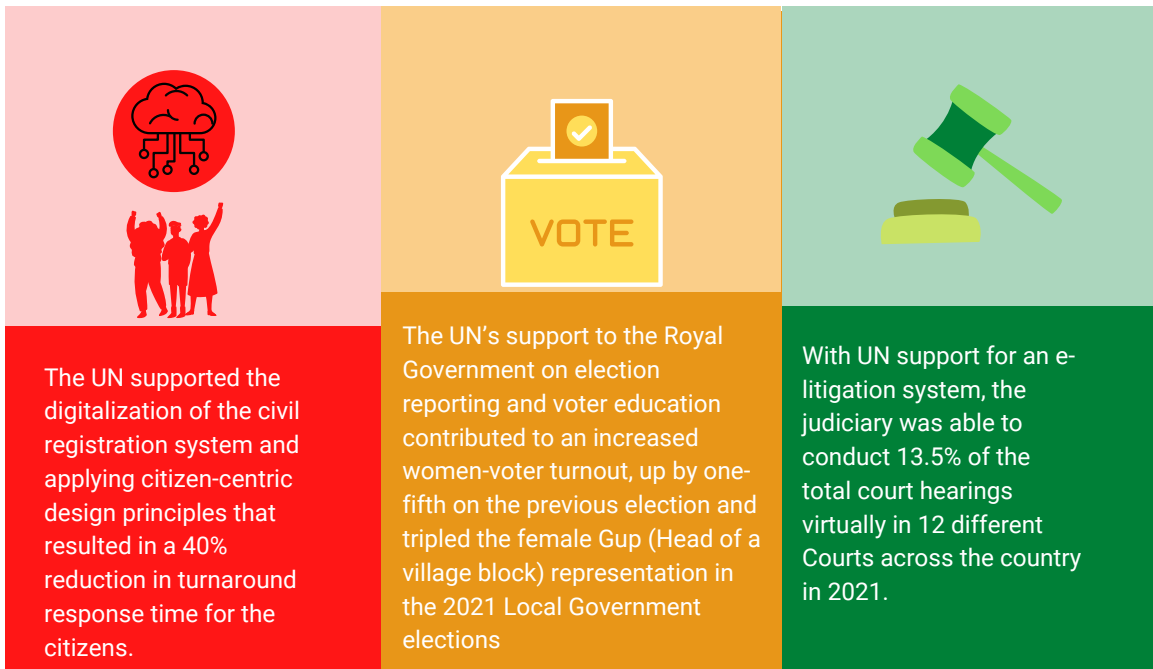 The UN supported the
digitalization of the civil
registration system and
applying citizen-centric
design principles that
resulted in a 40%
reduction in turnaround
response time for the
citizens.
VOTE
The UN’s support to the Royal
Government on election
reporting and voter education
contributed to an increased
women-voter turnout, up by one-
fifth on the previous election and
tripled the female Gup (Head of a
village block) representation in
the 2021 Local Government
elections
With UN support for an e-
litigation system, the
judiciary was able to
conduct 13.5% of the
total court hearings
virtually in 12 different
Courts across the country
in 2021.